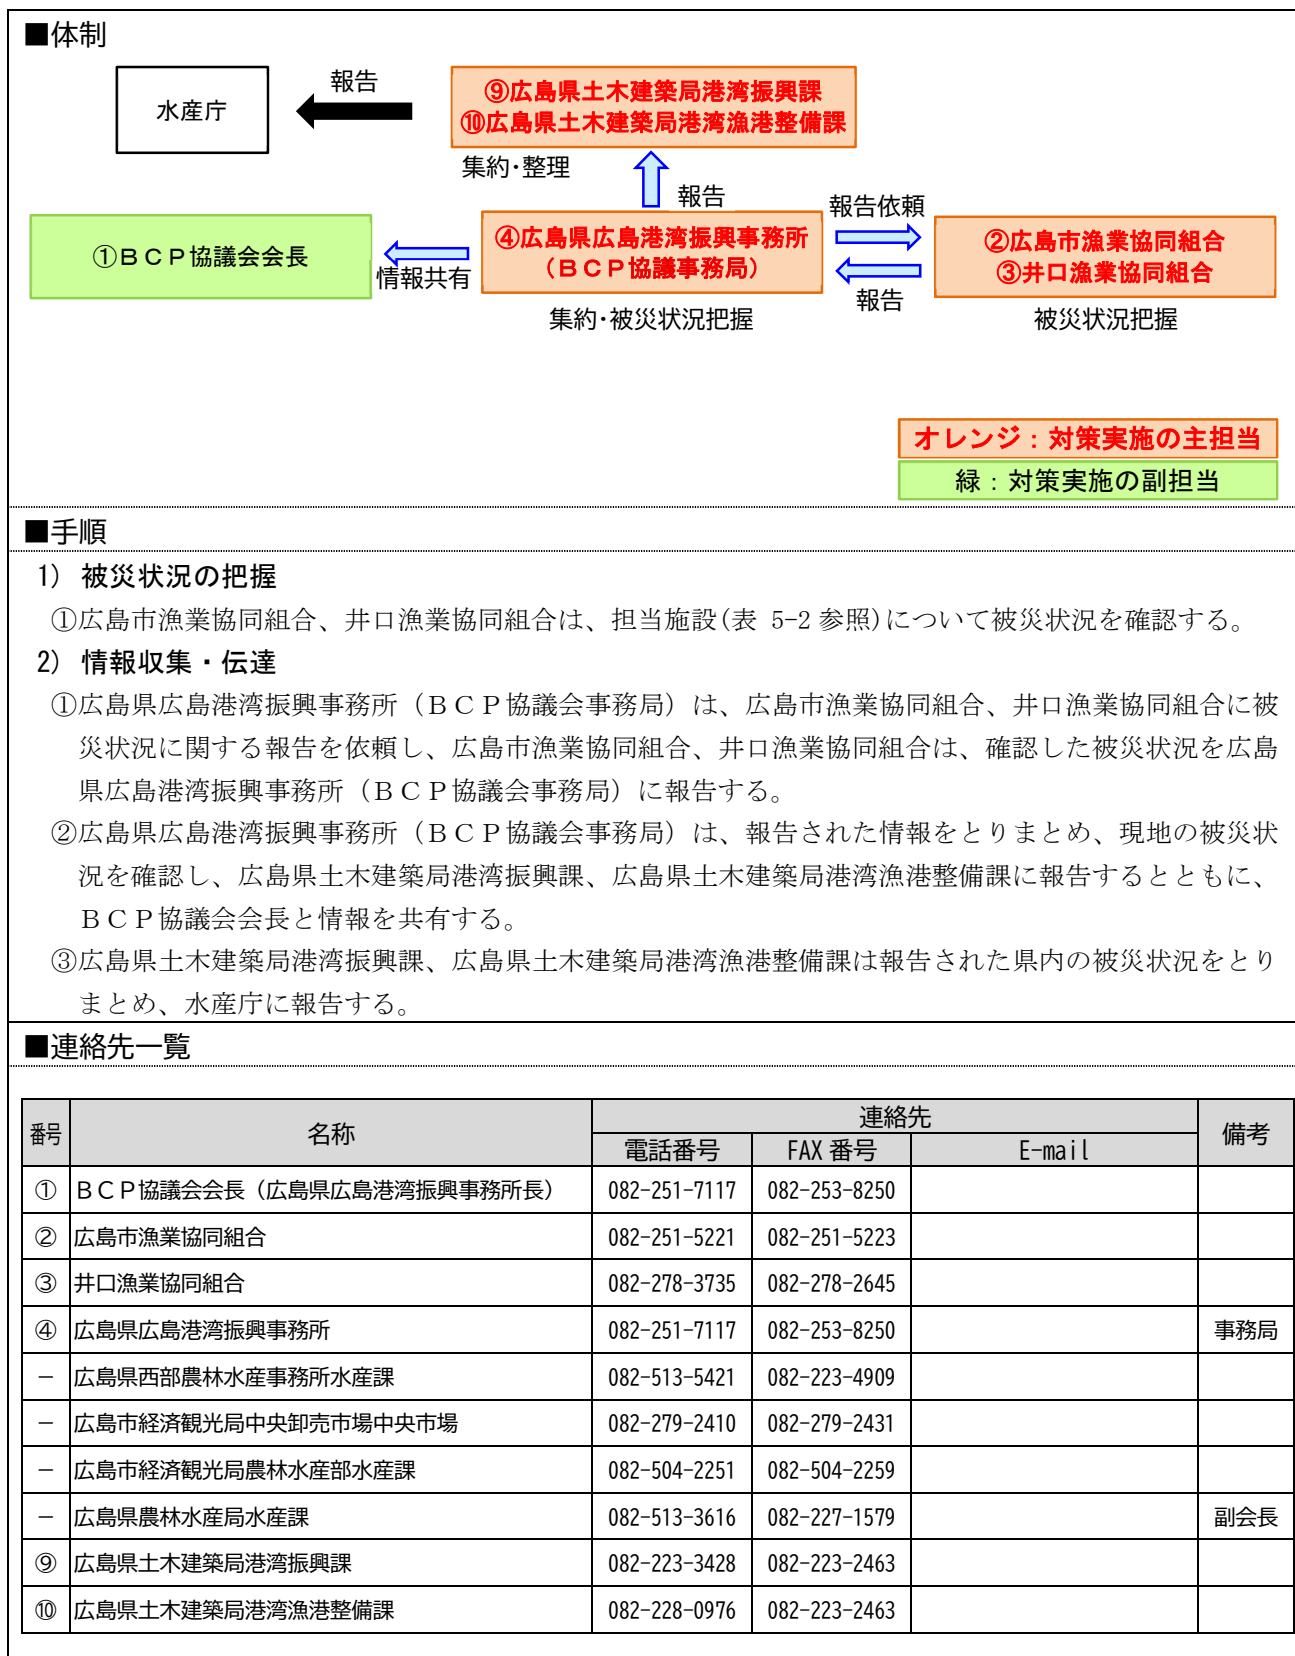 ■体制
水産庁
報告
⑨広島県土木建築局港湾振興課
⑩広島県土木建築局港湾漁港整備課
集約・整理
報告
報告依頼
①ＢＣＰ協議会会長
情報共有
④広島県広島港湾振興事務所
（ＢＣＰ協議事務局）
報告
②広島市漁業協同組合
③井口漁業協同組合
集約・被災状況把握
被災状況把握
オレンジ：対策実施の主担当
緑：対策実施の副担当
■手順
1) 被災状況の把握
①広島市漁業協同組合、井口漁業協同組合は、担当施設(表 5-2 参照)について被災状況を確認する。
2) 情報収集・伝達
①広島県広島港湾振興事務所（ＢＣＰ協議会事務局）は、広島市漁業協同組合、井口漁業協同組合に被
災状況に関する報告を依頼し、広島市漁業協同組合、井口漁業協同組合は、確認した被災状況を広島
県広島港湾振興事務所（ＢＣＰ協議会事務局）に報告する。
②広島県広島港湾振興事務所（ＢＣＰ協議会事務局）は、報告された情報をとりまとめ、現地の被災状
況を確認し、広島県土木建築局港湾振興課、広島県土木建築局港湾漁港整備課に報告するとともに、
ＢＣＰ協議会会長と情報を共有する。
③広島県土木建築局港湾振興課、広島県土木建築局港湾漁港整備課は報告された県内の被災状況をとり
まとめ、水産庁に報告する。
■連絡先一覧
番号 名称 連絡先 備考
電話番号 FAX 番号 E-mail
① ＢＣＰ協議会会長（広島県広島港湾振興事務所長） 082-251-7117 082-253-8250
② 広島市漁業協同組合 082-251-5221 082-251-5223
③ 井口漁業協同組合 082-278-3735 082-278-2645
④ 広島県広島港湾振興事務所 082-251-7117 082-253-8250 事務局
－ 広島県西部農林水産事務所水産課 082-513-5421 082-223-4909
－ 広島市経済観光局中央卸売市場中央市場 082-279-2410 082-279-2431
－ 広島市経済観光局農林水産部水産課 082-504-2251 082-504-2259
－ 広島県農林水産局水産課 082-513-3616 082-227-1579 副会長
⑨ 広島県土木建築局港湾振興課 082-223-3428 082-223-2463
⑩ 広島県土木建築局港湾漁港整備課 082-228-0976 082-223-2463